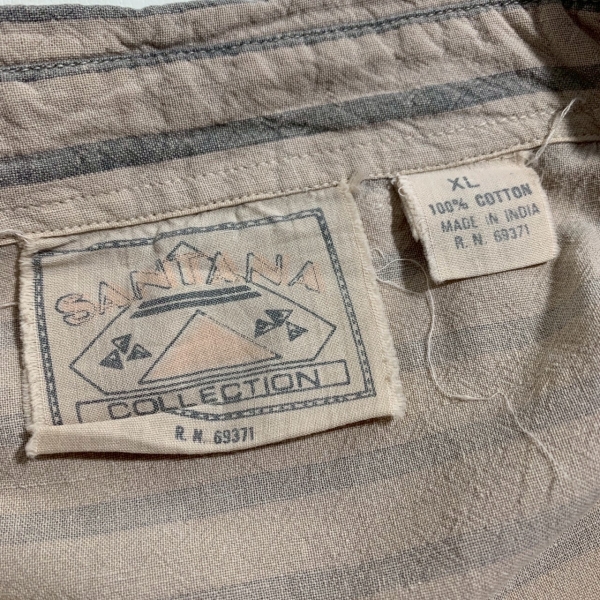 SANTANA
COLLECTION
R. N. 69371
XL
100% COTTON
MADE IN INDIA
R. N. 69371